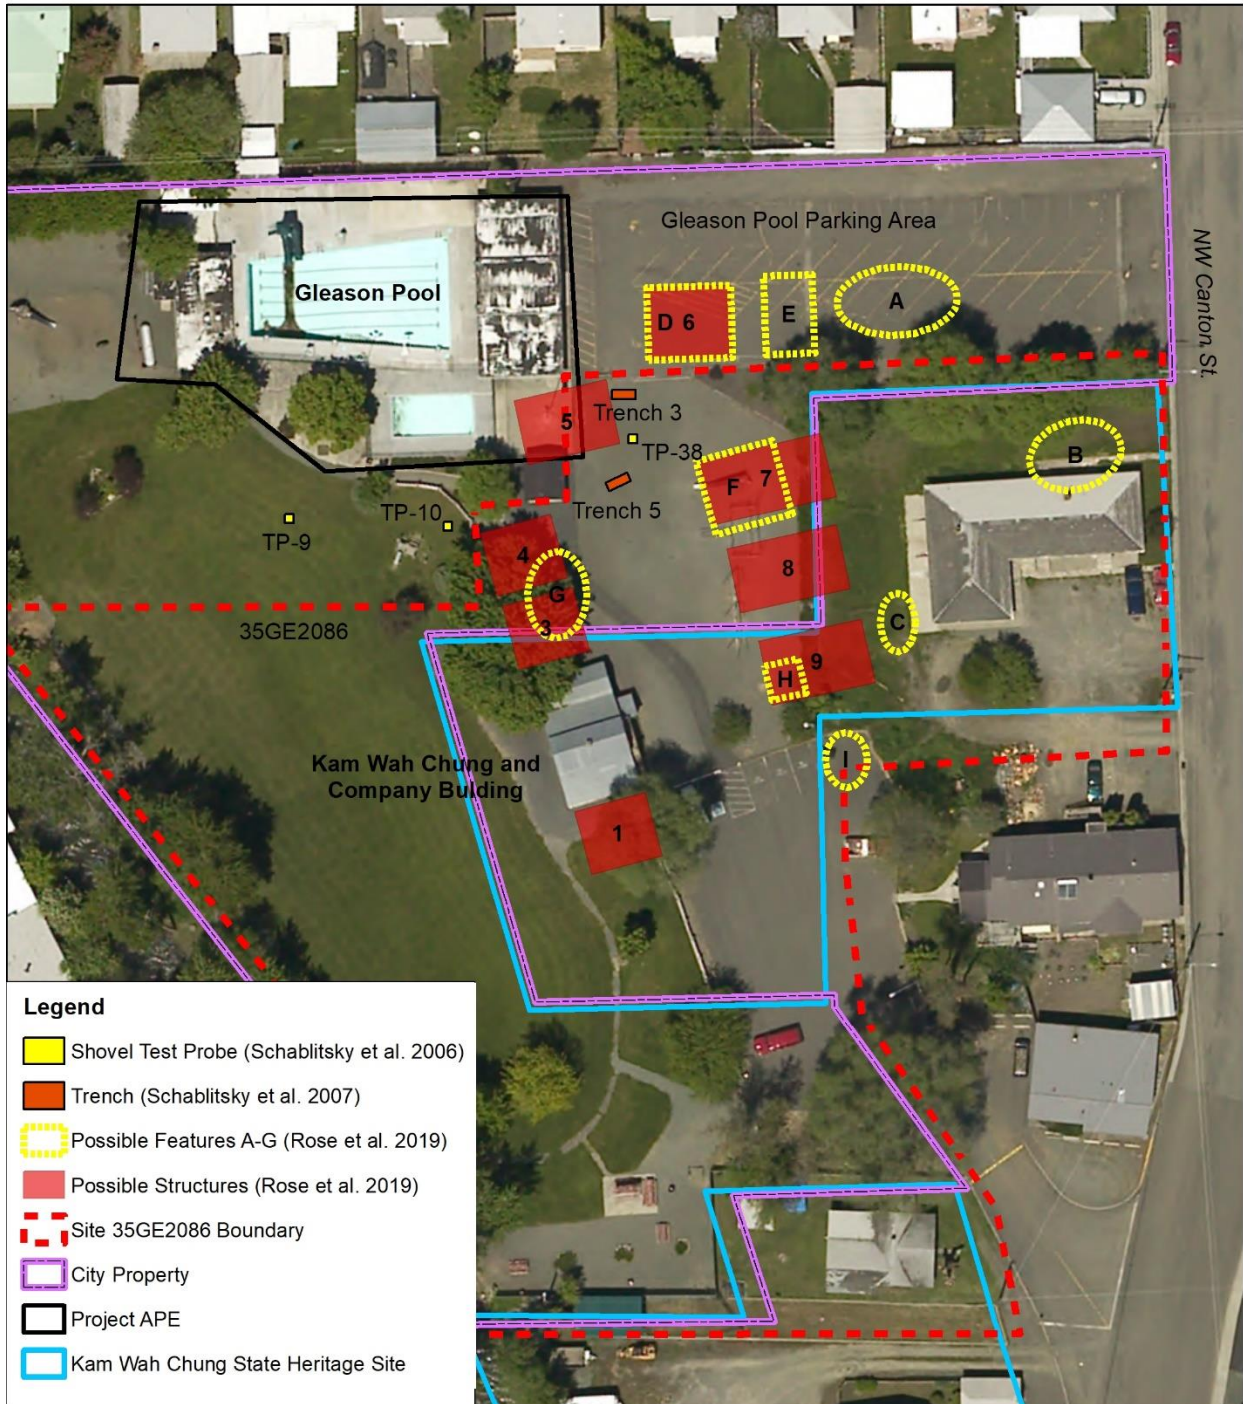 Gleason Pool Parking Area
NW Canton St.
Gleason Pool
D 6
E
A
5
Trench 3
TP-38
B
F
7
Trench 5
TP-10
TP-9
4
8
G
C
3
35GE2086
9
H
I
Kam Wah Chung and
Company Bulding
1
Legend
Shovel Test Probe (Schablitsky et al. 2006)
Trench (Schablitsky et al. 2007)
Possible Features A-G (Rose et al. 2019)
Possible Structures (Rose et al. 2019)
Site 35GE2086 Boundary
City Property
Project APE
Kam Wah Chung State Heritage Site